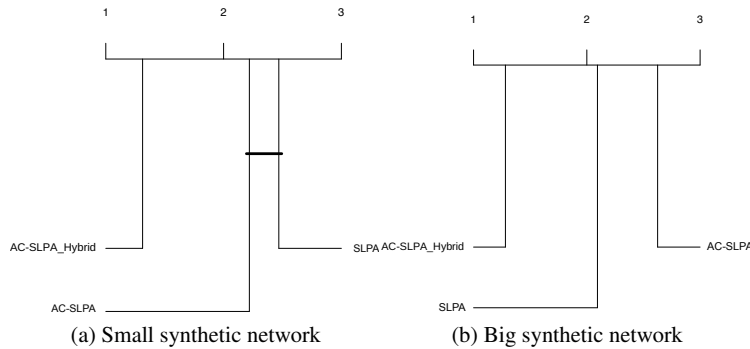 1 2 3
AC-SLPA_Hybrid
SLPA
AC-SLPA
(a) Small synthetic network
1 2 3
AC-SLPA_Hybrid
AC-SLPA
SLPA
(b) Big synthetic network